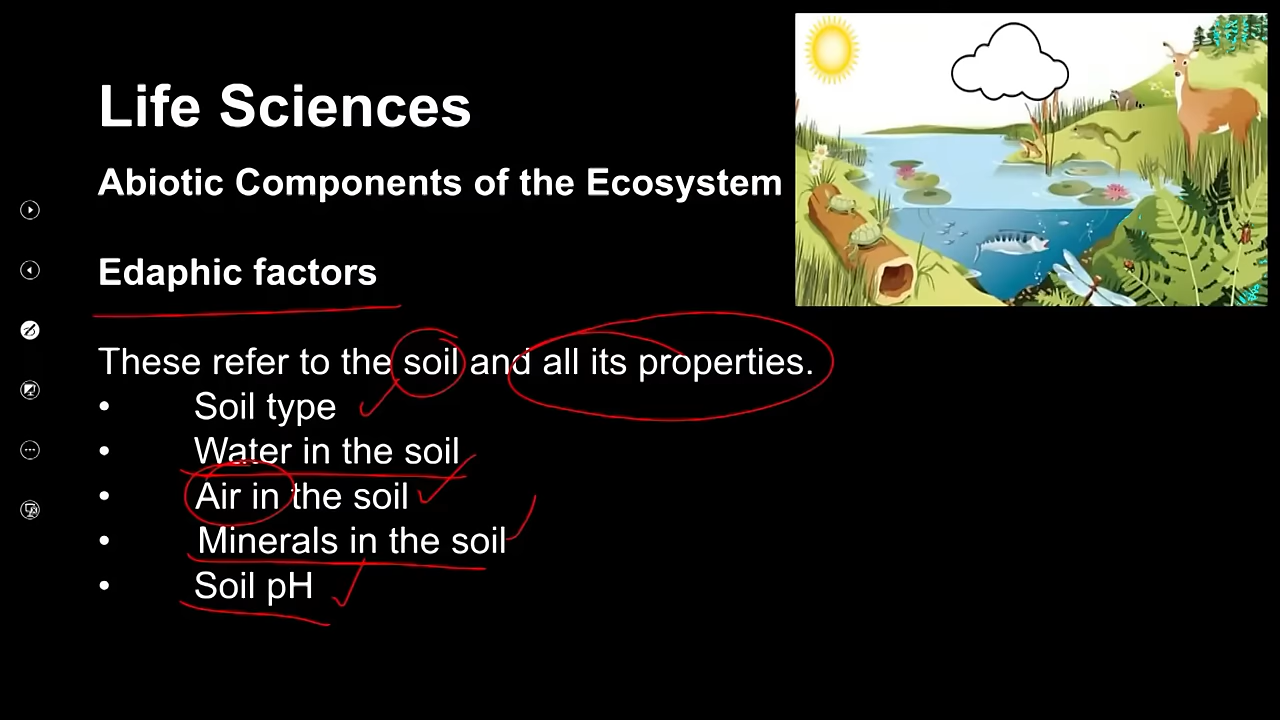 Life Sciences
Abiotic Components of the Ecosystem
Edaphic factors
These refer to the soil and all its properties.
• Soil type
• Water in the soil
• Air in the soil
• Minerals in the soil
• Soil pH